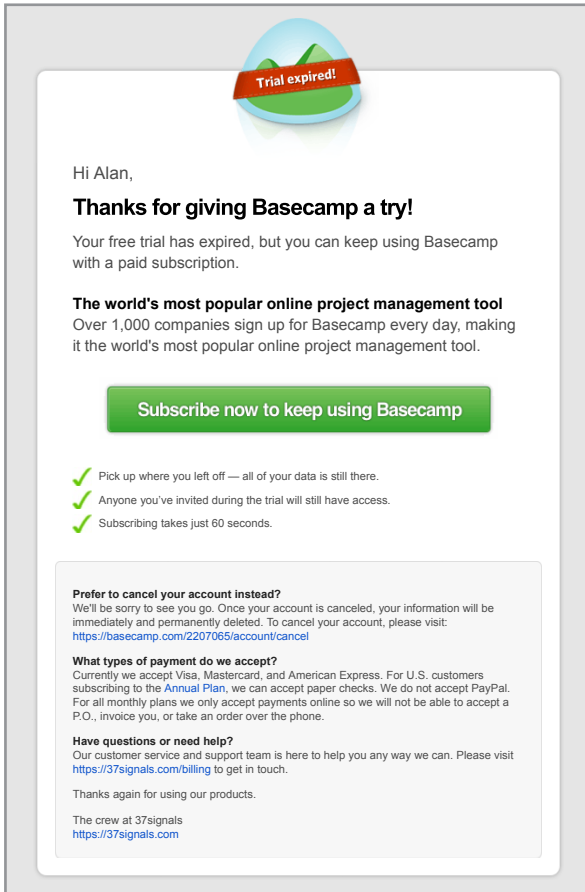 Trial expired!
Hi Alan,
Thanks for giving Basecamp a try!
Your free trial has expired, but you can keep using Basecamp
with a paid subscription.
The world's most popular online project management tool
Over 1,000 companies sign up for Basecamp every day, making
it the world's most popular online project management tool.
Subscribe now to keep using Basecamp
Pick up where you left off — all of your data is still there.
Anyone you’ve invited during the trial will still have access.
Subscribing takes just 60 seconds.
Prefer to cancel your account instead?
We'll be sorry to see you go. Once your account is canceled, your information will be
immediately and permanently deleted. To cancel your account, please visit:
https://basecamp.com/2207065/account/cancel
What types of payment do we accept?
Currently we accept Visa, Mastercard, and American Express. For U.S. customers
subscribing to the Annual Plan, we can accept paper checks. We do not accept PayPal.
For all monthly plans we only accept payments online so we will not be able to accept a
P.O., invoice you, or take an order over the phone.
Have questions or need help?
Our customer service and support team is here to help you any way we can. Please visit
https://37signals.com/billing to get in touch.
Thanks again for using our products.
The crew at 37signals
https://37signals.com